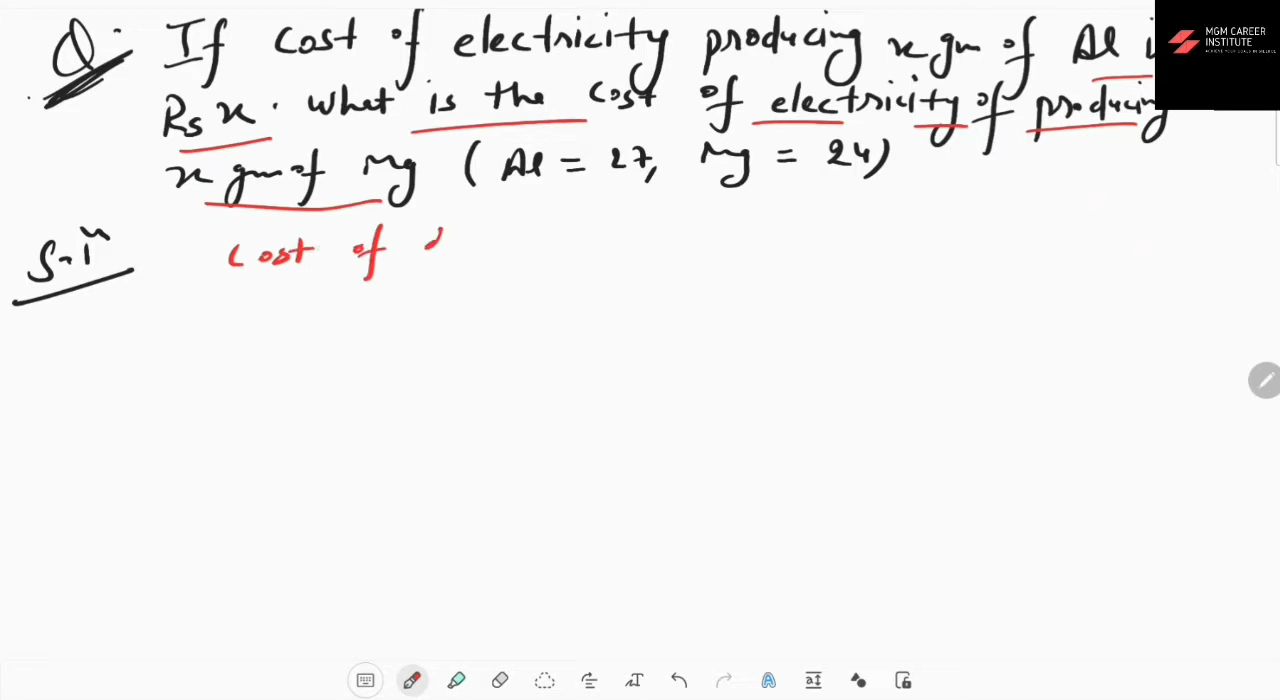 Q. If cost of electricity producing x gm of Al i
Rs x. what is the cost of electricity of producing
x gm of Mg (Al = 27, Mg = 24)
Sol^n
cost of
MGM CAREER
INSTITUTE